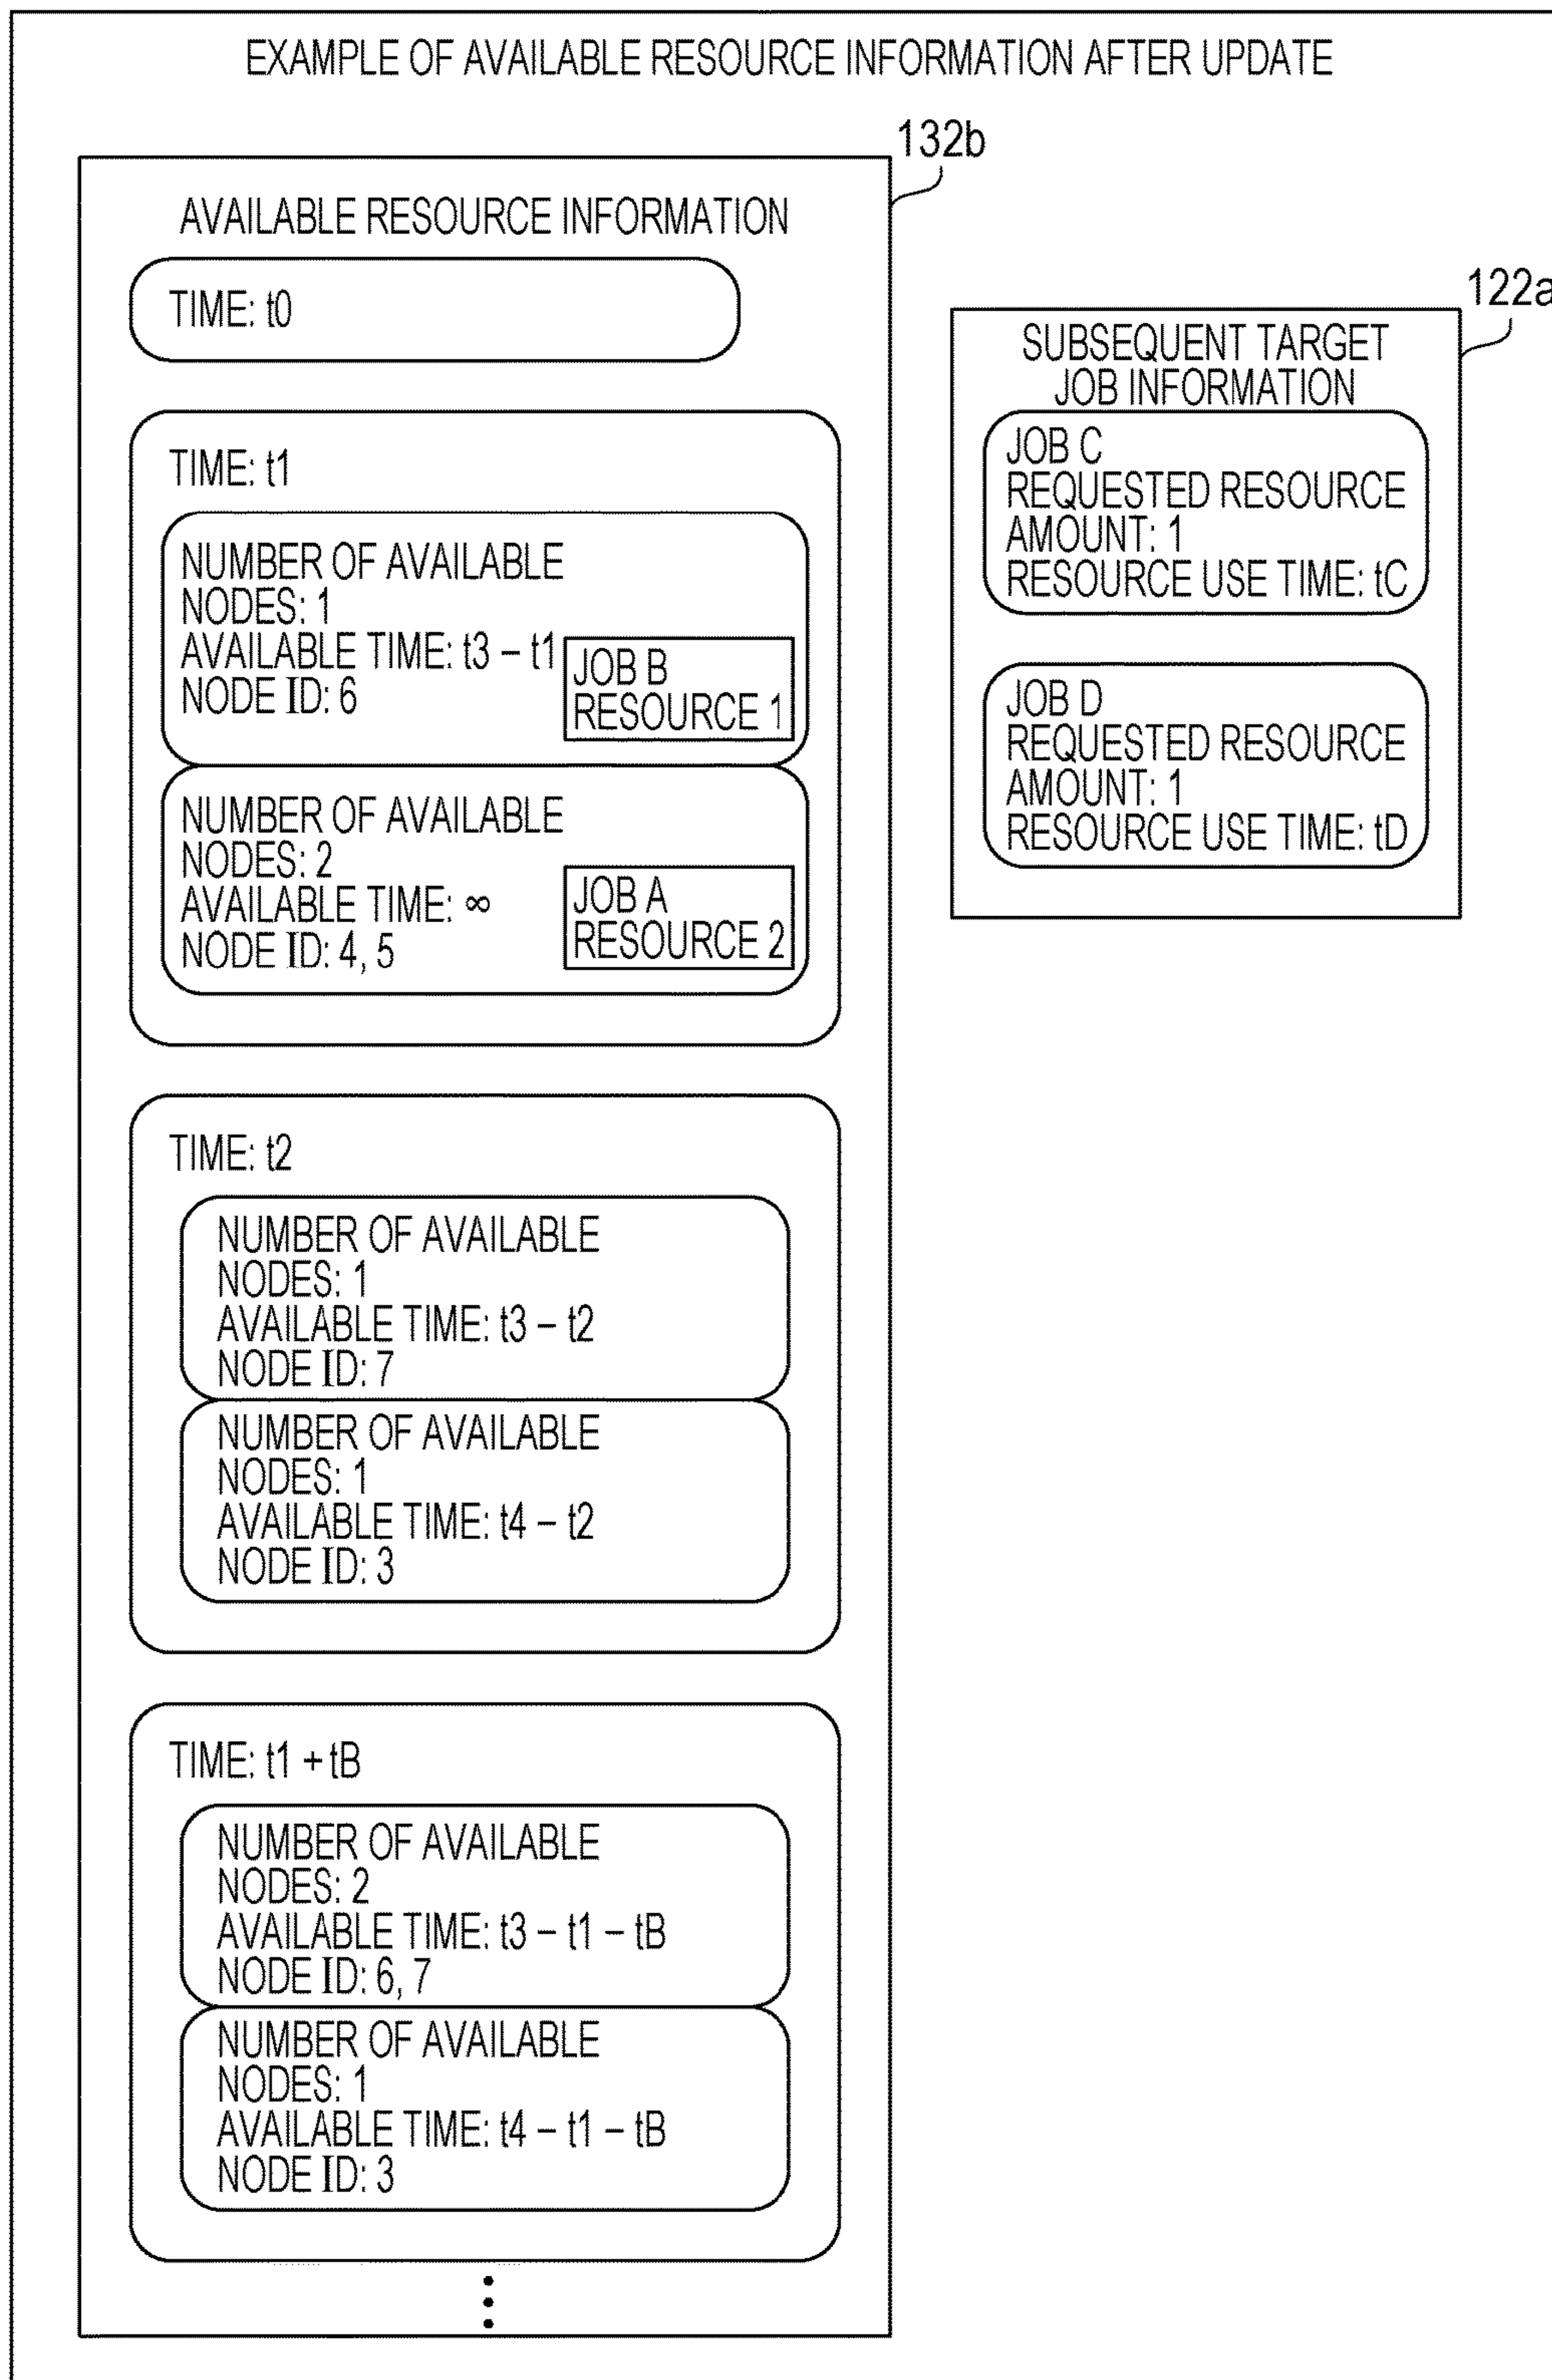 EXAMPLE OF AVAILABLE RESOURCE INFORMATION AFTER UPDATE
132b
AVAILABLE RESOURCE INFORMATION
TIME: t0
TIME: t1
NUMBER OF AVAILABLE
NODES: 1
AVAILABLE TIME: t3 – t1
NODE ID: 6
JOB B
RESOURCE 1
NUMBER OF AVAILABLE
NODES: 2
AVAILABLE TIME: ∞
NODE ID: 4, 5
JOB A
RESOURCE 2
TIME: t2
NUMBER OF AVAILABLE
NODES: 1
AVAILABLE TIME: t3 – t2
NODE ID: 7
NUMBER OF AVAILABLE
NODES: 1
AVAILABLE TIME: t4 – t2
NODE ID: 3
TIME: t1 + tB
NUMBER OF AVAILABLE
NODES: 2
AVAILABLE TIME: t3 – t1 – tB
NODE ID: 6, 7
NUMBER OF AVAILABLE
NODES: 1
AVAILABLE TIME: t4 – t1 – tB
NODE ID: 3
122a
SUBSEQUENT TARGET
JOB INFORMATION
JOB C
REQUESTED RESOURCE
AMOUNT: 1
RESOURCE USE TIME: tC
JOB D
REQUESTED RESOURCE
AMOUNT: 1
RESOURCE USE TIME: tD